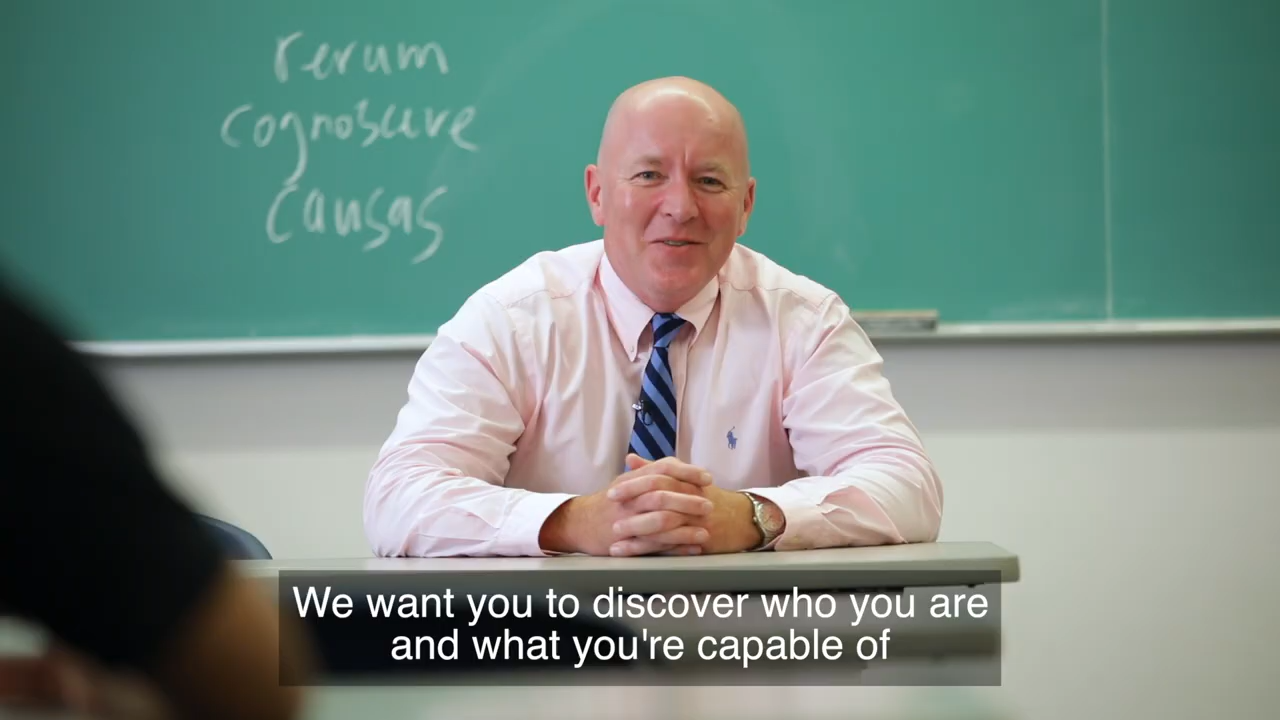 rerum
cognoscere
causas
We want you to discover who you are
and what you're capable of